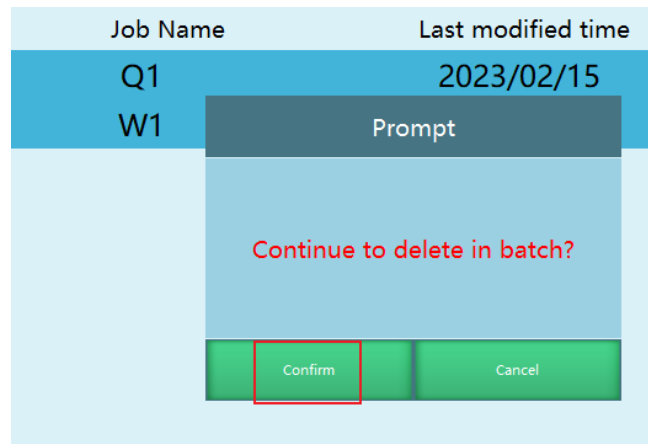 Job Name Last modified time
Q1 2023/02/15
W1
Prompt
Continue to delete in batch?
Confirm Cancel